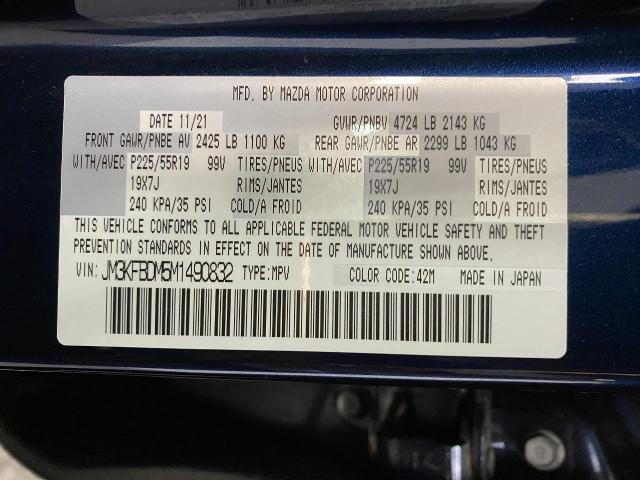 MFD. BY MAZDA MOTOR CORPORATION
DATE 11/21 GVWR/PNBV 4724 LB 2143 KG
FRONT GAWR/PNBE AV 2425 LB 1100 KG REAR GAWR/PNBE AR 2299 LB 1043 KG
WITH/AVEC P225/55R19 99V TIRES/PNEUS WITH/AVEC P225/55R19 99V TIRES/PNEUS
19X7J RIMS/JANTES 19X7J RIMS/JANTES
240 KPA/35 PSI COLD/A FROID 240 KPA/35 PSI COLD/A FROID
THIS VEHICLE CONFORMS TO ALL APPLICABLE FEDERAL MOTOR VEHICLE SAFETY AND THEFT
PREVENTION STANDARDS IN EFFECT ON THE DATE OF MANUFACTURE SHOWN ABOVE.
VIN: JM3KFBDM5M1490832 TYPE:MPV COLOR CODE:42M MADE IN JAPAN